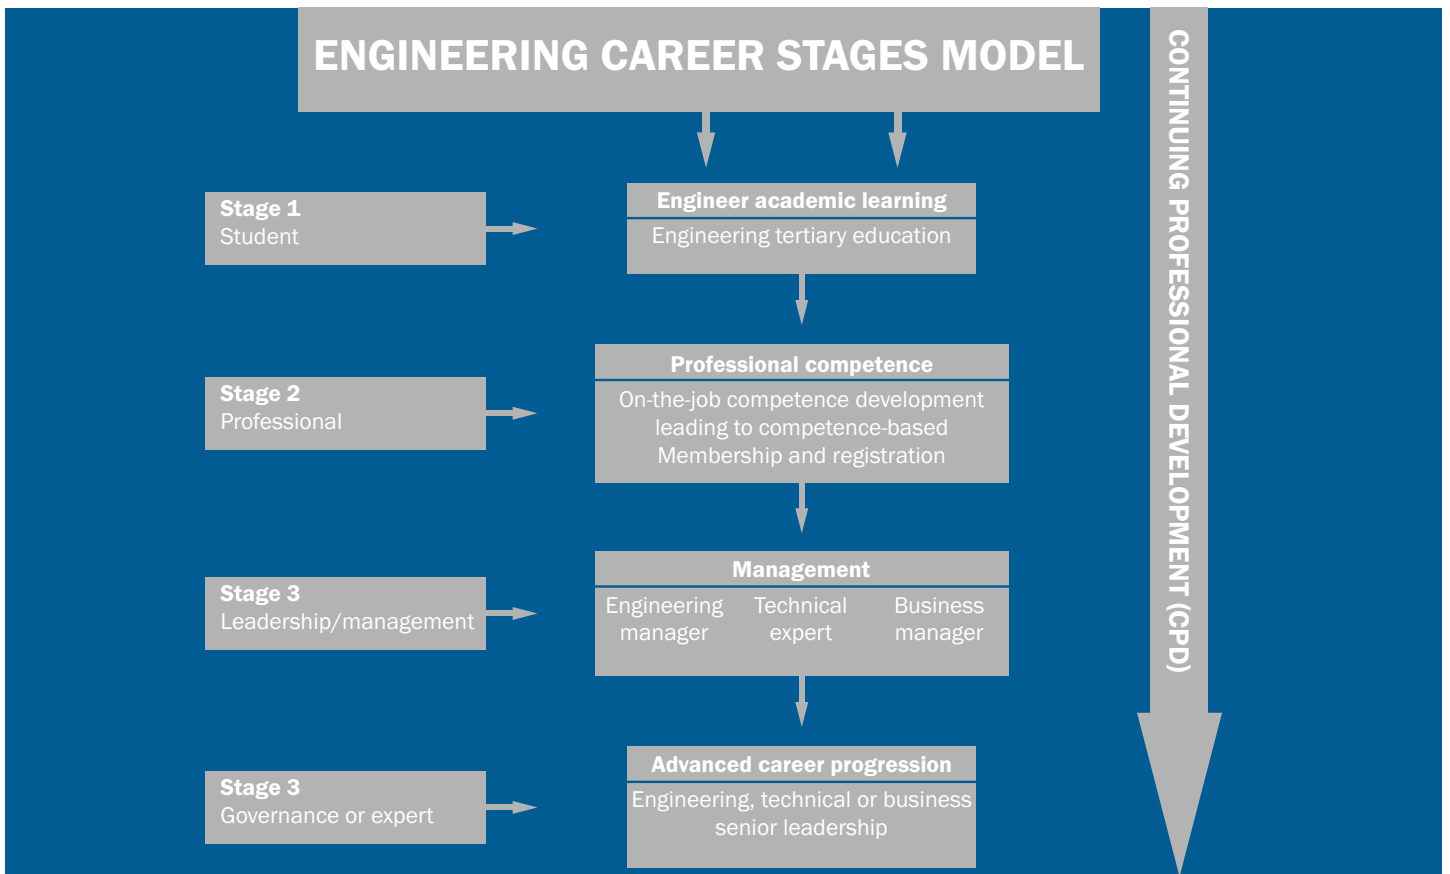 ENGINEERING CAREER STAGES MODEL
CONTINUING PROFESSIONAL DEVELOPMENT (CPD)
Stage 1
Student
Engineer academic learning
Engineering tertiary education
Stage 2
Professional
Professional competence
On-the-job competence development
leading to competence-based
Membership and registration
Stage 3
Leadership/management
Management
Engineering
manager
Technical
expert
Business
manager
Stage 3
Governance or expert
Advanced career progression
Engineering, technical or business
senior leadership